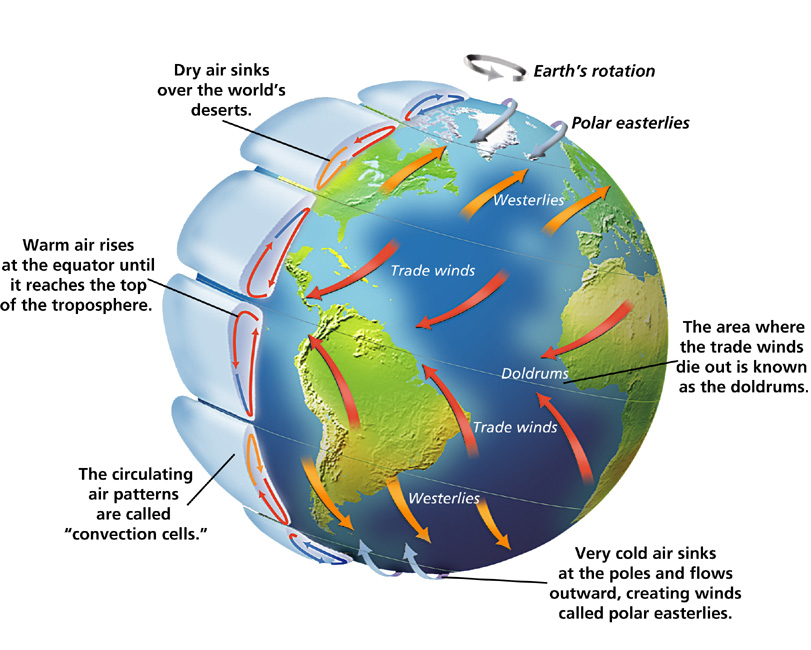 Dry air sinks
over the world's
deserts.
Earth's rotation
Polar easterlies
Westerlies
Warm air rises
at the equator until
it reaches the top
of the troposphere.
Trade winds
The area where
the trade winds
die out is known
as the doldrums.
Doldrums
Trade winds
The circulating
air patterns
are called
“convection cells.”
Westerlies
Very cold air sinks
at the poles and flows
outward, creating winds
called polar easterlies.